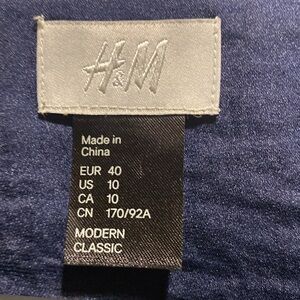 H&M
Made in
China
EUR 40
US 10
CA 10
CN 170/92A
MODERN
CLASSIC